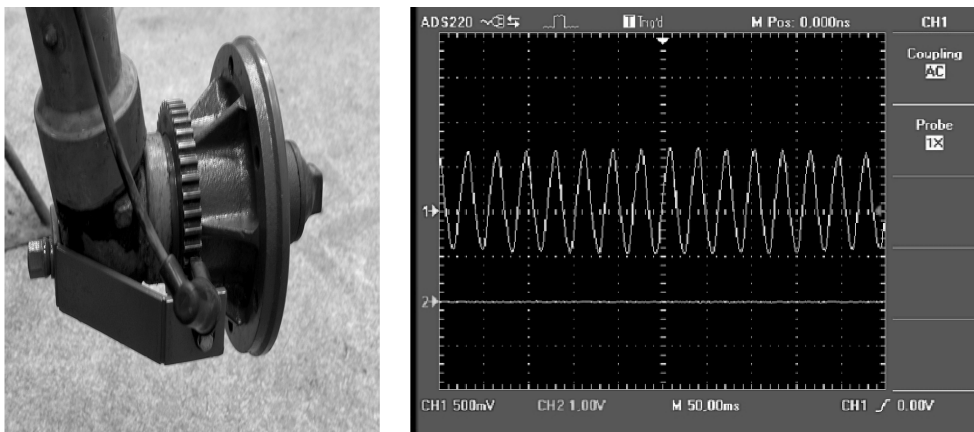 ADS220 Trig'd M Pos: 0,000ns CH1
Coupling
AC
Probe
1X
1
2
CH1 500mV CH2 1,00V M 50,00ms CH1 0,00V